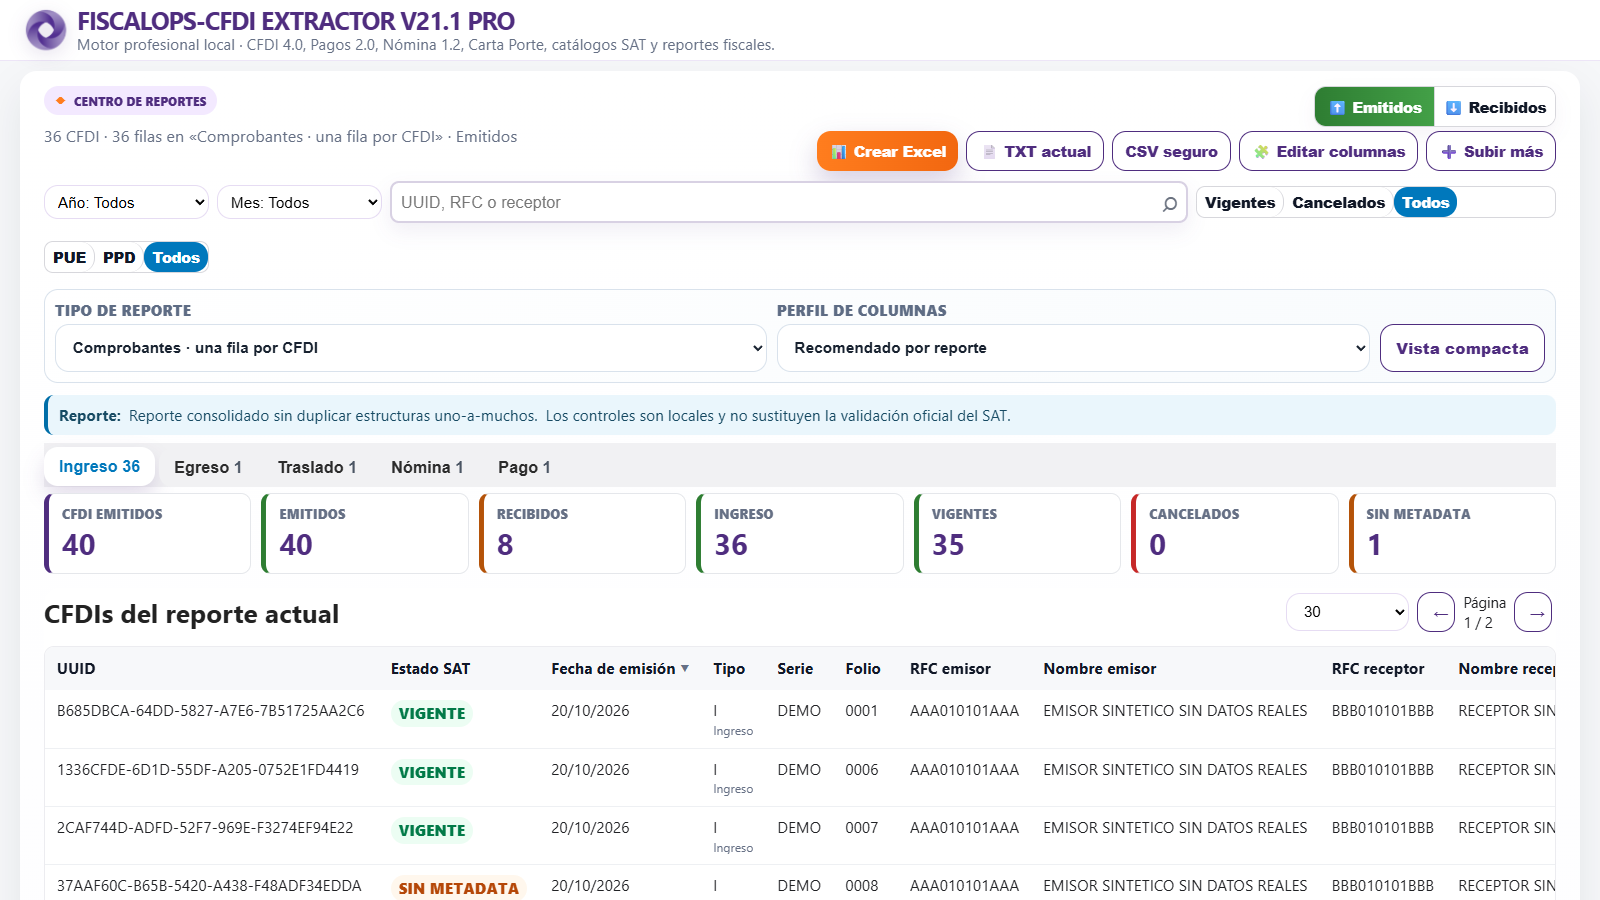 FISCALOPS-CFDI EXTRACTOR V21.1 PRO
Motor profesional local · CFDI 4.0, Pagos 2.0, Nómina 1.2, Carta Porte, catálogos SAT y reportes fiscales.
CENTRO DE REPORTES
Emitidos Recibidos
36 CFDI · 36 filas en «Comprobantes · una fila por CFDI» · Emitidos
Crear Excel TXT actual CSV seguro Editar columnas Subir más
Año: Todos Mes: Todos UUID, RFC o receptor Vigentes Cancelados Todos
PUE PPD Todos
TIPO DE REPORTE PERFIL DE COLUMNAS
Comprobantes · una fila por CFDI Recomendado por reporte Vista compacta
Reporte: Reporte consolidado sin duplicar estructuras uno-a-muchos. Los controles son locales y no sustituyen la validación oficial del SAT.
Ingreso 36 Egreso 1 Traslado 1 Nómina 1 Pago 1
CFDI EMITIDOS EMITIDOS RECIBIDOS INGRESO VIGENTES CANCELADOS SIN METADATA
40 40 8 36 35 0 1
CFDIs del reporte actual 30 ← Página 1 / 2 →
UUID Estado SAT Fecha de emisión Tipo Serie Folio RFC emisor Nombre emisor RFC receptor Nombre recep
B685DBCA-64DD-5827-A7E6-7B51725AA2C6 VIGENTE 20/10/2026 I DEMO 0001 AAA010101AAA EMISOR SINTETICO SIN DATOS REALES BBB010101BBB RECEPTOR SIN
Ingreso
1336CFDE-6D1D-55DF-A205-0752E1FD4419 VIGENTE 20/10/2026 I DEMO 0006 AAA010101AAA EMISOR SINTETICO SIN DATOS REALES BBB010101BBB RECEPTOR SIN
Ingreso
2CAF744D-ADFD-52F7-969E-F3274EF94E22 VIGENTE 20/10/2026 I DEMO 0007 AAA010101AAA EMISOR SINTETICO SIN DATOS REALES BBB010101BBB RECEPTOR SIN
Ingreso
37AAF60C-B65B-5420-A438-F48ADF34EDDA SIN METADATA 20/10/2026 I DEMO 0008 AAA010101AAA EMISOR SINTETICO SIN DATOS REALES BBB010101BBB RECEPTOR SIN